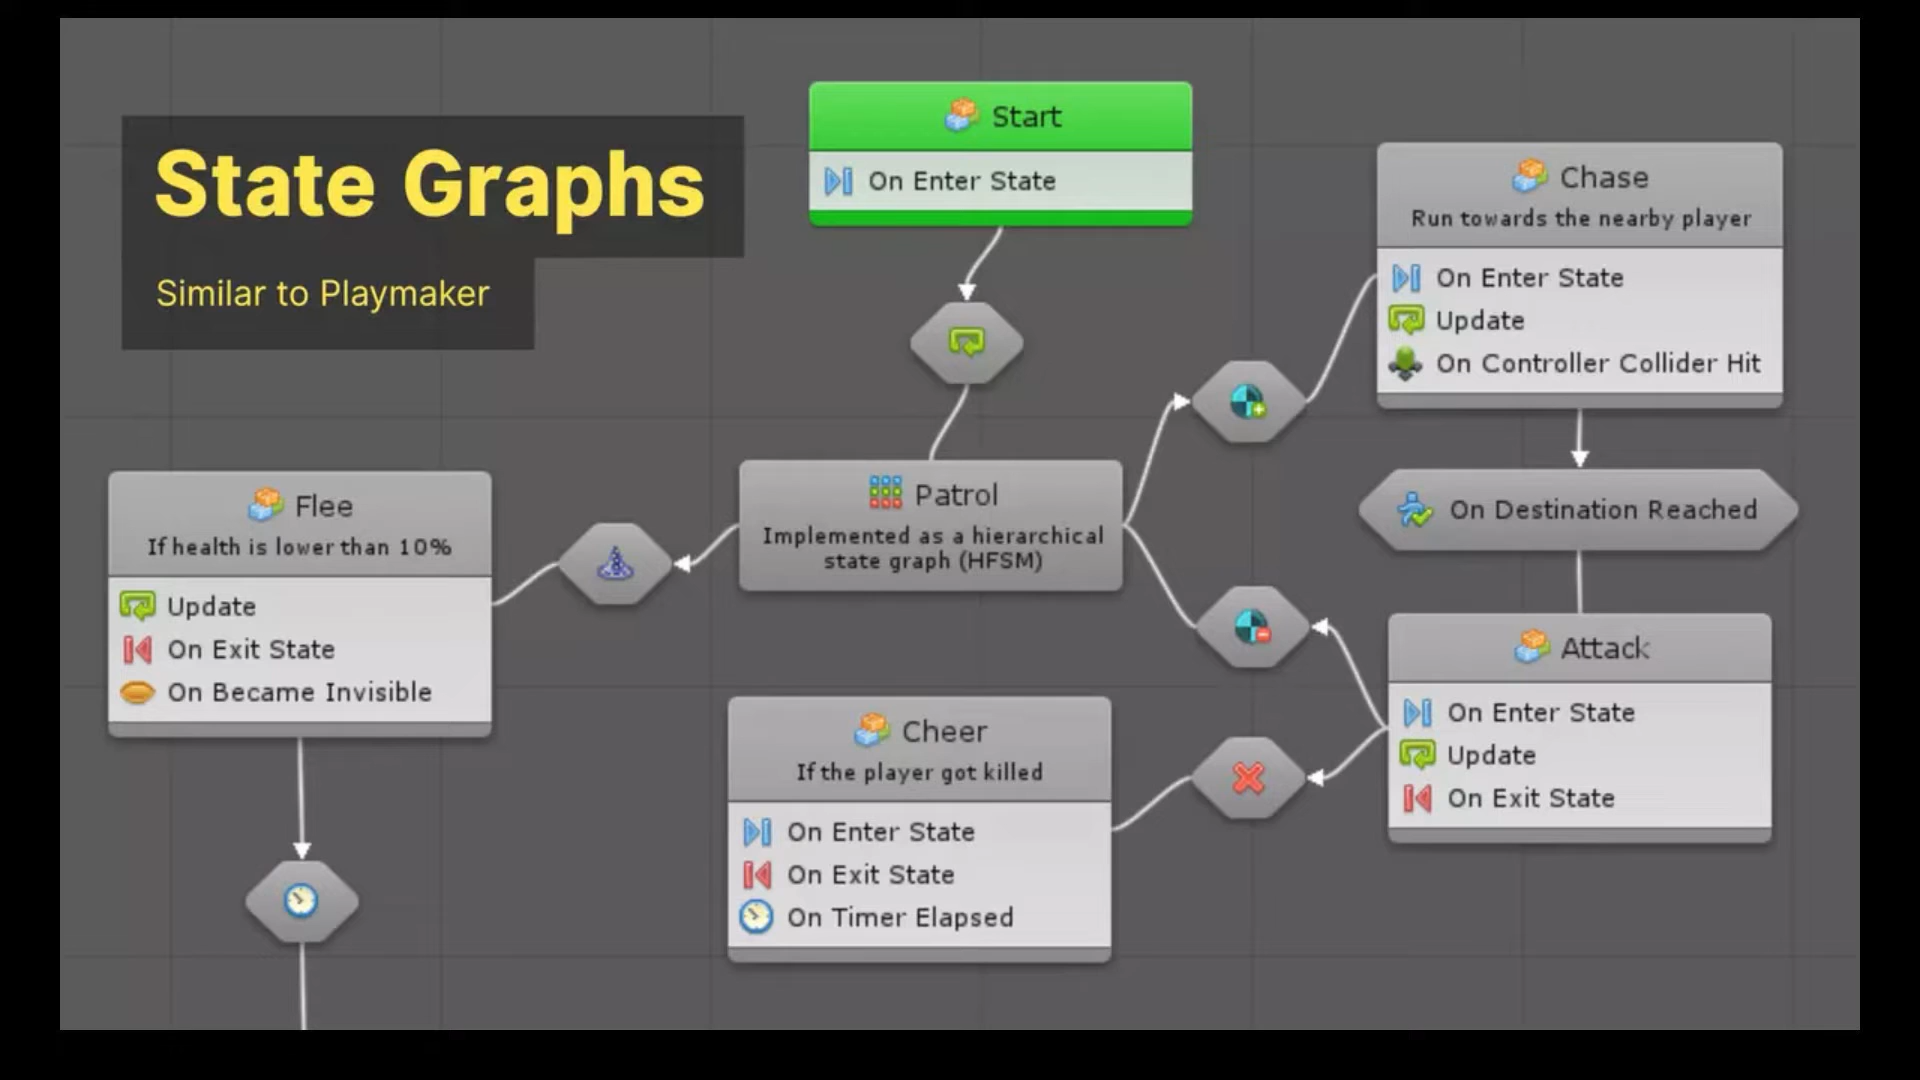 State Graphs
Similar to Playmaker
Start
On Enter State
Chase
Run towards the nearby player
On Enter State
Update
On Controller Collider Hit
On Destination Reached
Patrol
Implemented as a hierarchical
state graph (HFSM)
Flee
If health is lower than 10%
Update
On Exit State
On Became Invisible
Attack
On Enter State
Update
On Exit State
Cheer
If the player got killed
On Enter State
On Exit State
On Timer Elapsed